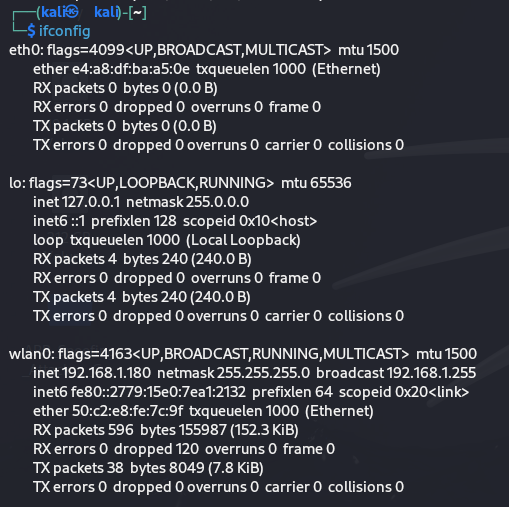 ┌──(kali㉿kali)-[~]
└─$ ifconfig
eth0: flags=4099<UP,BROADCAST,MULTICAST> mtu 1500
ether e4:a8:df:ba:a5:0e txqueuelen 1000 (Ethernet)
RX packets 0 bytes 0 (0.0 B)
RX errors 0 dropped 0 overruns 0 frame 0
TX packets 0 bytes 0 (0.0 B)
TX errors 0 dropped 0 overruns 0 carrier 0 collisions 0
lo: flags=73<UP,LOOPBACK,RUNNING> mtu 65536
inet 127.0.0.1 netmask 255.0.0.0
inet6 ::1 prefixlen 128 scopeid 0x10<host>
loop txqueuelen 1000 (Local Loopback)
RX packets 4 bytes 240 (240.0 B)
RX errors 0 dropped 0 overruns 0 frame 0
TX packets 4 bytes 240 (240.0 B)
TX errors 0 dropped 0 overruns 0 carrier 0 collisions 0
wlan0: flags=4163<UP,BROADCAST,RUNNING,MULTICAST> mtu 1500
inet 192.168.1.180 netmask 255.255.255.0 broadcast 192.168.1.255
inet6 fe80::2779:15e0:7ea1:2132 prefixlen 64 scopeid 0x20<link>
ether 50:c2:e8:fe:7c:9f txqueuelen 1000 (Ethernet)
RX packets 596 bytes 155987 (152.3 KiB)
RX errors 0 dropped 120 overruns 0 frame 0
TX packets 38 bytes 8049 (7.8 KiB)
TX errors 0 dropped 0 overruns 0 carrier 0 collisions 0